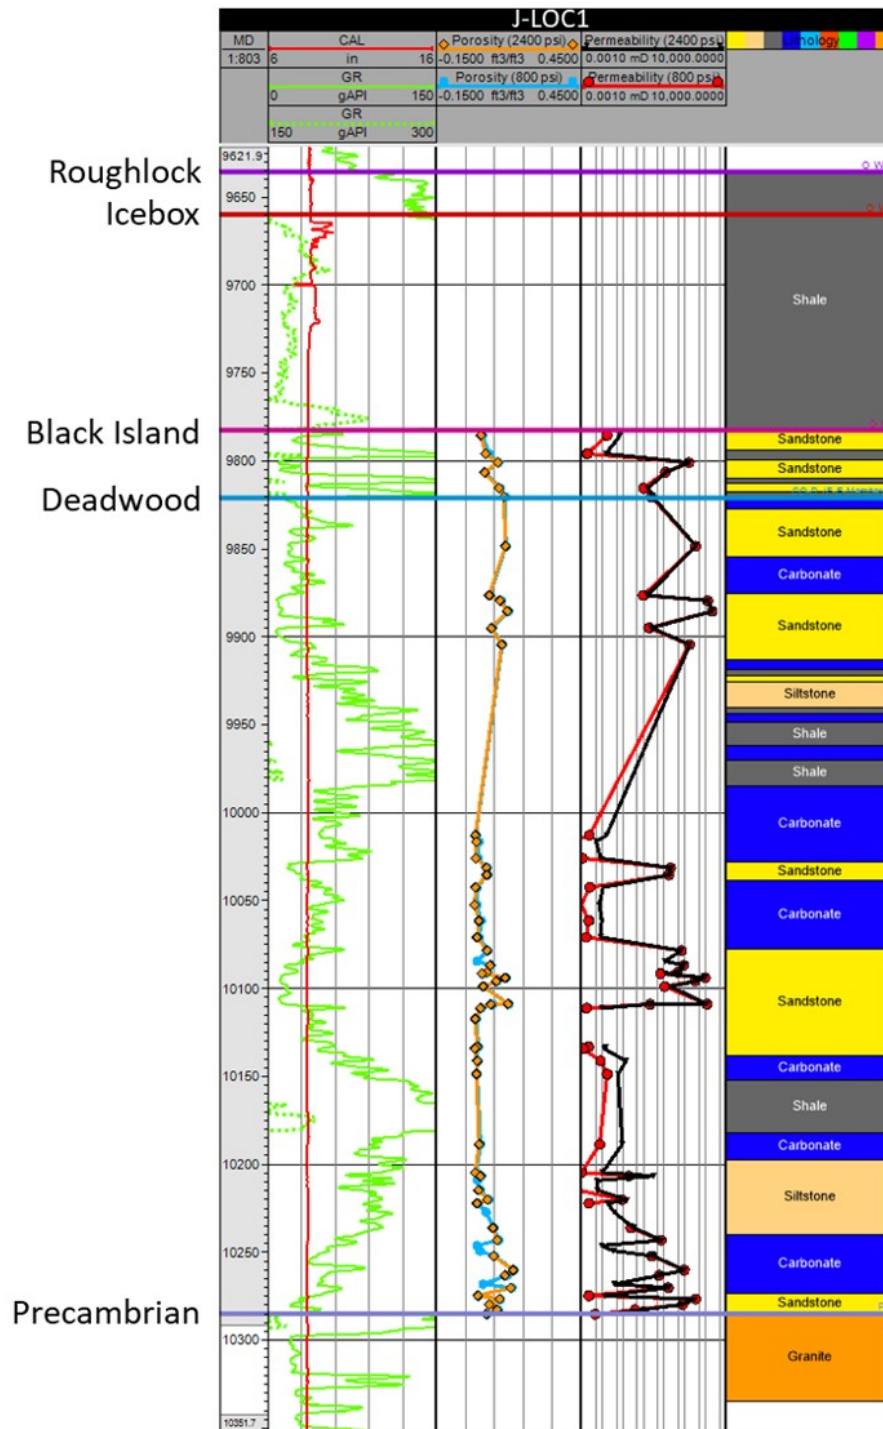 J-LOC1
MD CAL Porosity (2400 psi) Permeability (2400 psi) Lithology
1:803 6 in 16 -0.1500 ft3/ft3 0.4500 0.0010 mD 10,000.0000
GR Porosity (800 psi) Permeability (800 psi)
0 gAPI 150 -0.1500 ft3/ft3 0.4500 0.0010 mD 10,000.0000
GR
150 gAPI 300
9621.9
Roughlock
9650
Icebox
9700
Shale
9750
Black Island
Sandstone
9800
Sandstone
Deadwood
Sandstone
9850
Carbonate
Sandstone
9900
Siltstone
9950
Shale
Shale
10000
Carbonate
Sandstone
10050
Carbonate
10100
Sandstone
Carbonate
10150
Shale
Carbonate
10200
Siltstone
10250
Carbonate
Sandstone
Precambrian
10300
Granite
10351.7